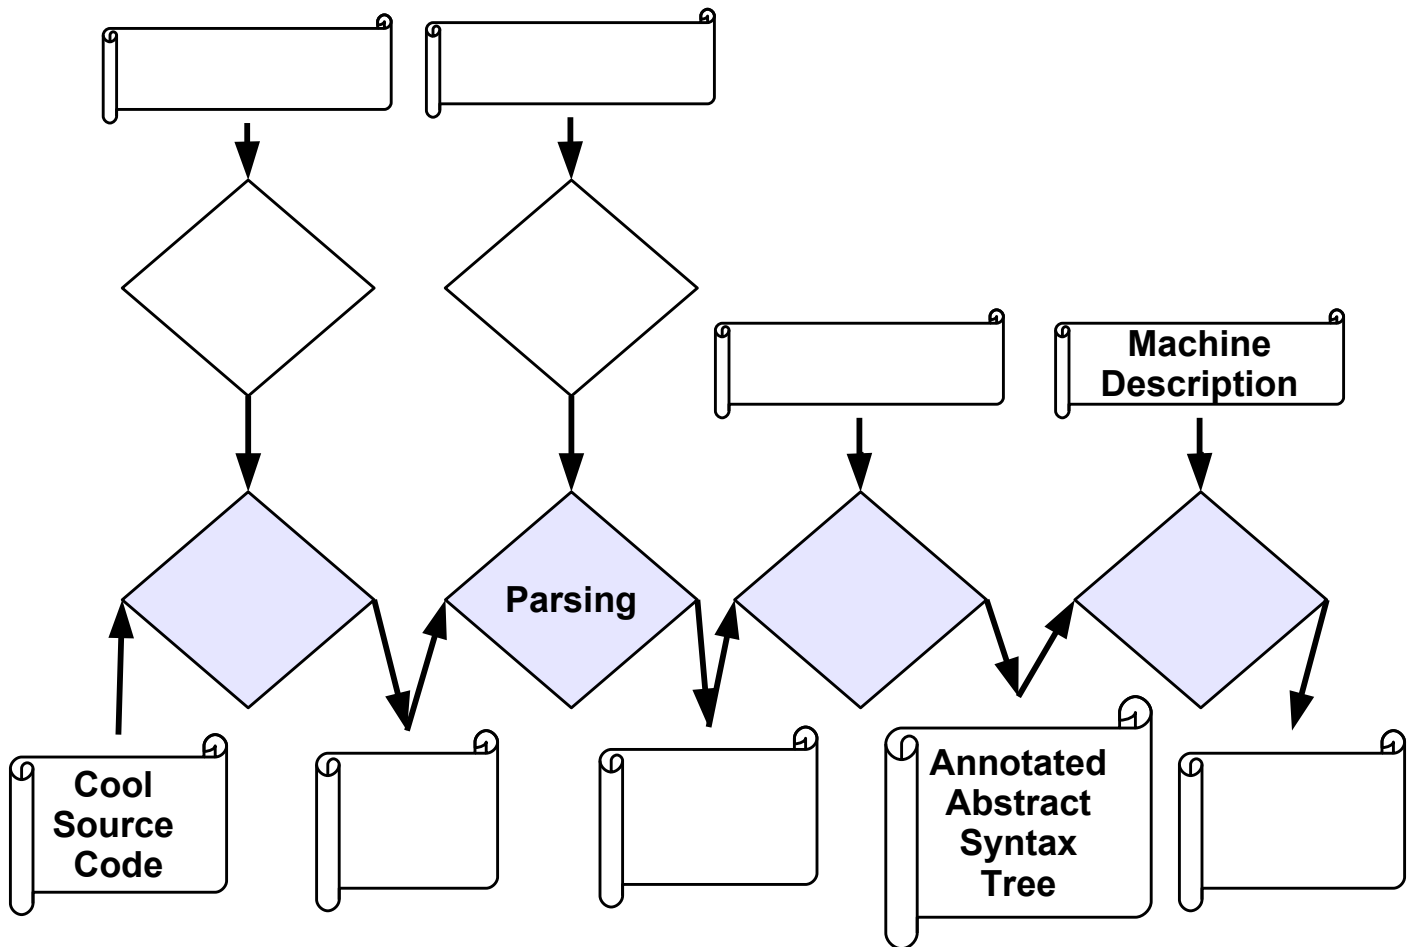 Machine
Description
Parsing
Cool
Source
Code
Annotated
Abstract
Syntax
Tree